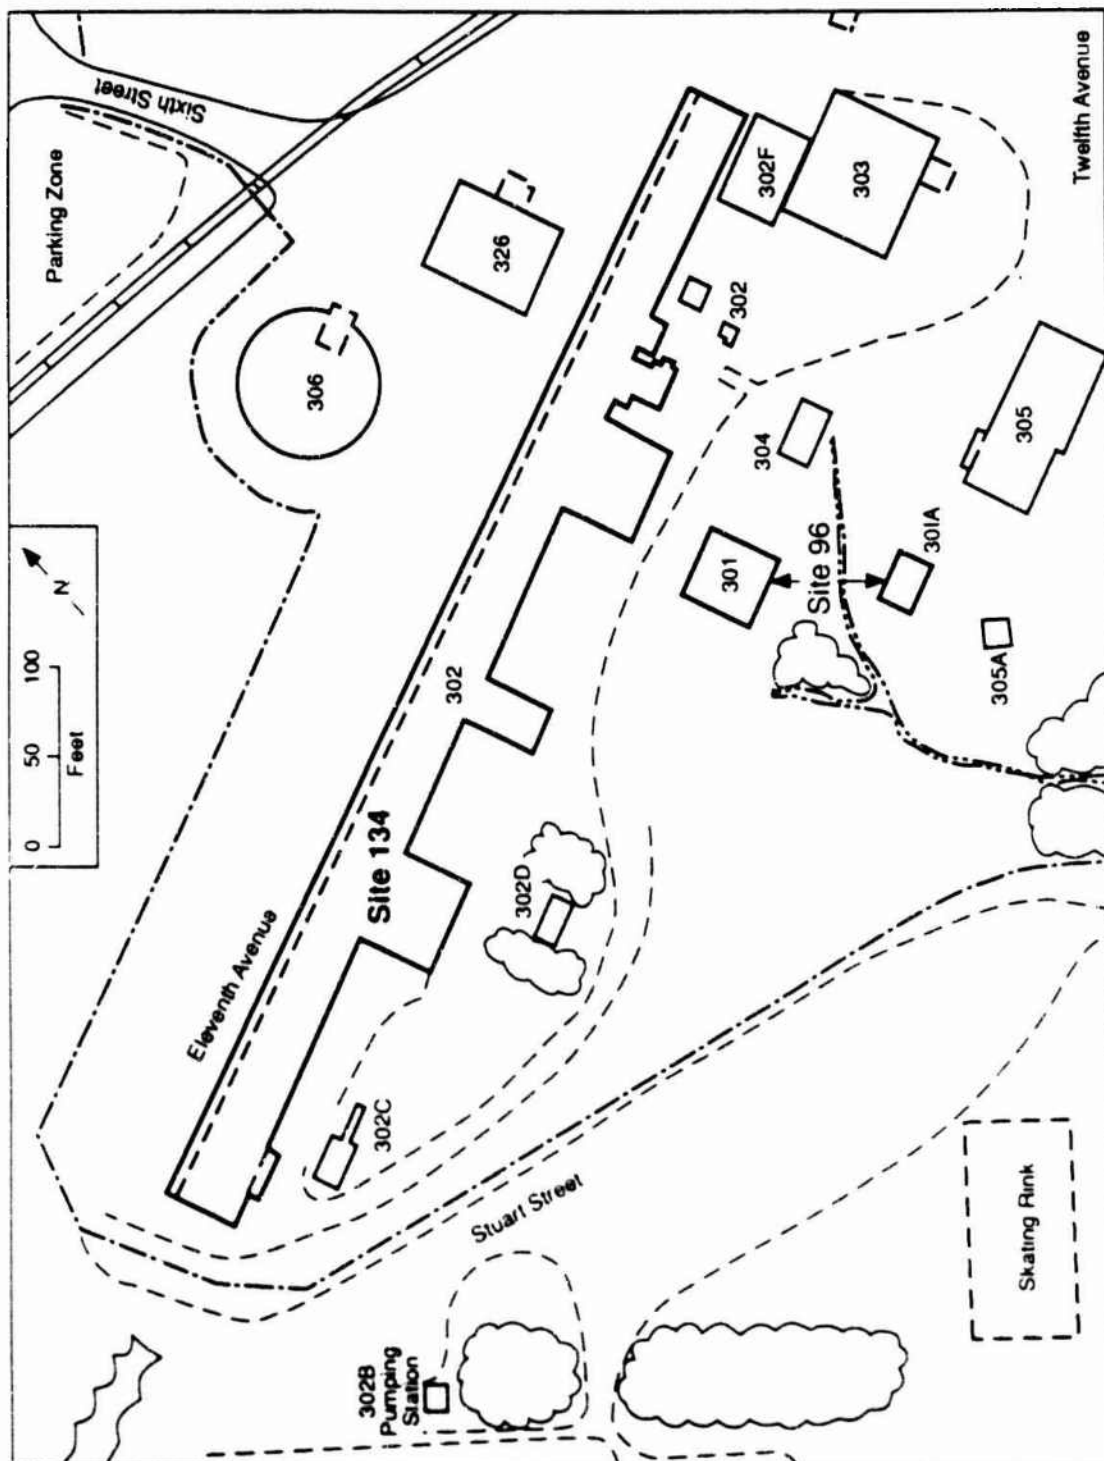 Sixth Street
Parking Zone
Twelfth Avenue
302F
303
326
302
306
304
305
301
Site 96
301A
305A
N
0 50 100
Feet
302
Site 134
302D
Eleventh Avenue
302C
Stuart Street
Skating Rink
302B
Pumping
Station